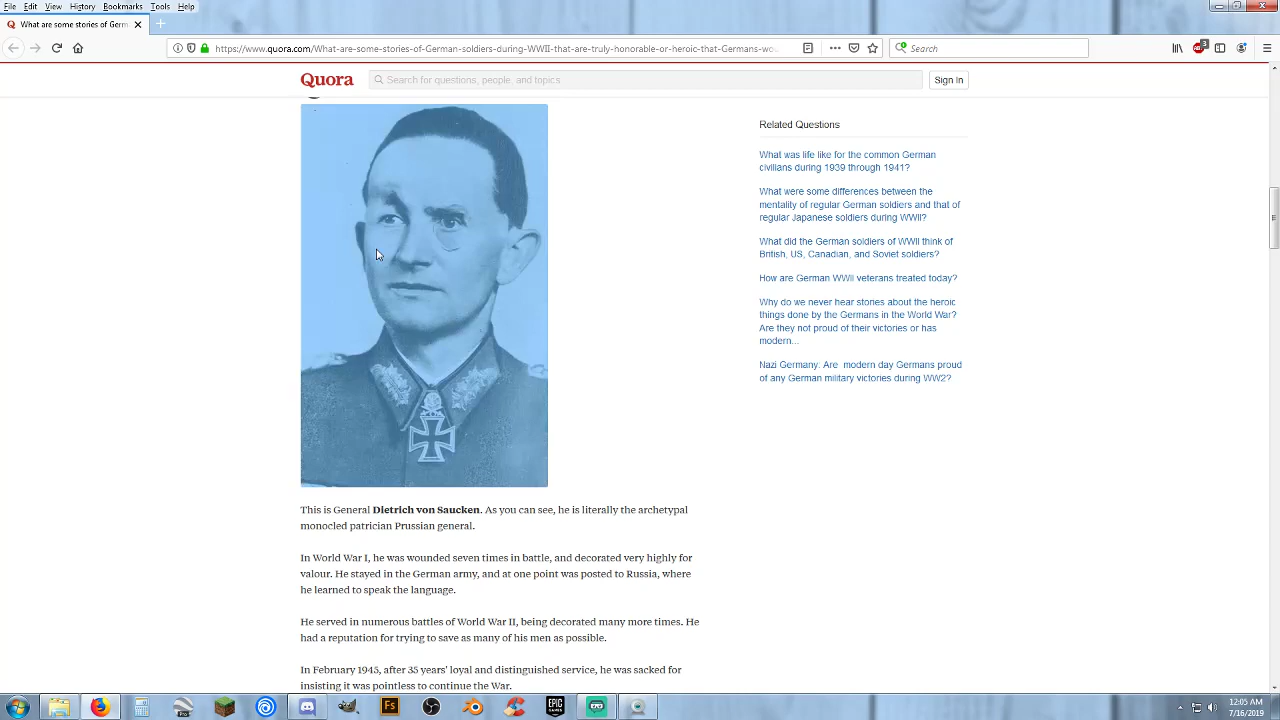 File Edit View History Bookmarks Tools Help
Q What are some stories of Germ
https://www.quora.com/What-are-some-stories-of-German-soldiers-during-WWII-that-are-truly-honorable-or-heroic-that-Germans-wo...
Search
Quora
Search for questions, people, and topics
Sign In
This is General Dietrich von Saucken. As you can see, he is literally the archetypal
monocled patrician Prussian general.
In World War I, he was wounded seven times in battle, and decorated very highly for
valour. He stayed in the German army, and at one point was posted to Russia, where
he learned to speak the language.
He served in numerous battles of World War II, being decorated many more times. He
had a reputation for trying to save as many of his men as possible.
In February 1945, after 35 years' loyal and distinguished service, he was sacked for
insisting it was pointless to continue the War.
Related Questions
What was life like for the common German
civilians during 1939 through 1941?
What were some differences between the
mentality of regular German soldiers and that of
regular Japanese soldiers during WWII?
What did the German soldiers of WWII think of
British, US, Canadian, and Soviet soldiers?
How are German WWII veterans treated today?
Why do we never hear stories about the heroic
things done by the Germans in the World War?
Are they not proud of their victories or has
modern...
Nazi Germany: Are modern day Germans proud
of any German military victories during WW2?
Pro
Fs
EPIC
GAMES
12:05 AM
7/16/2019